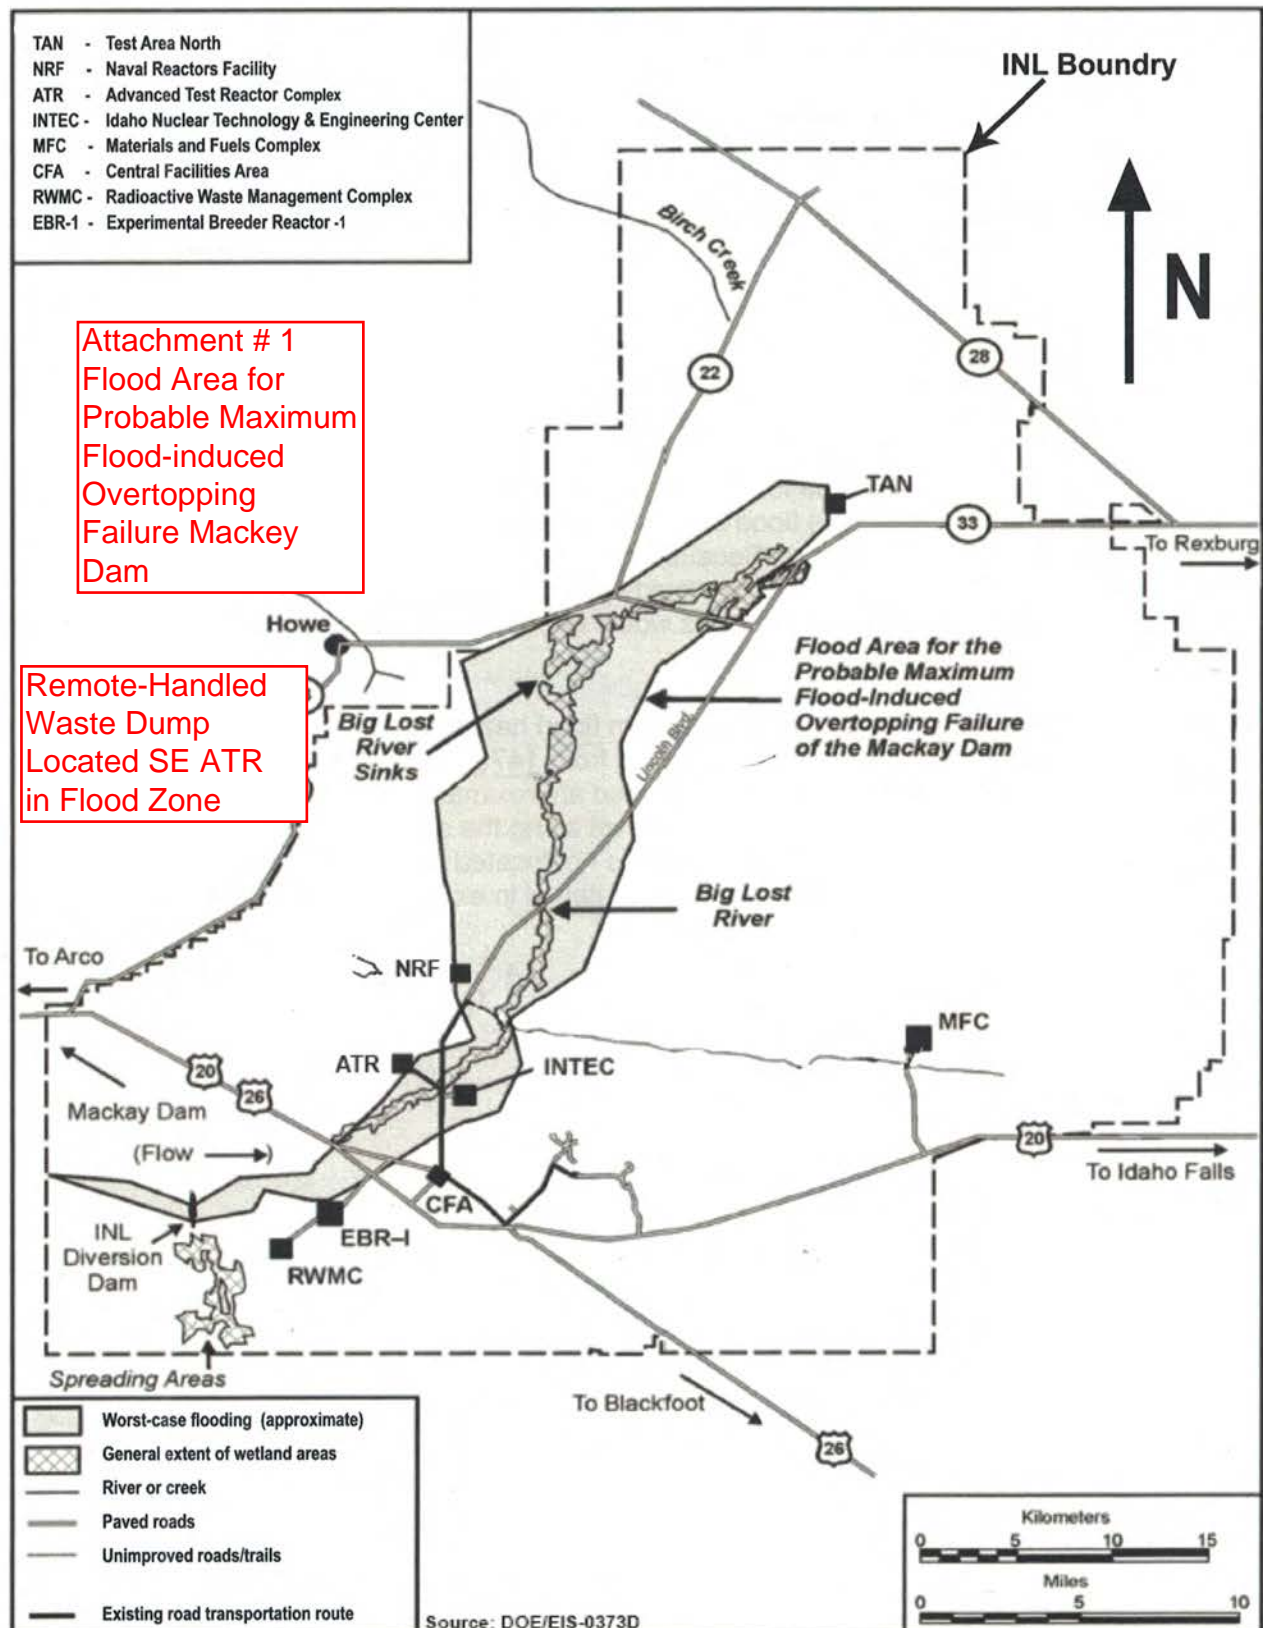 TAN - Test Area North
NRF - Naval Reactors Facility
ATR - Advanced Test Reactor Complex
INTEC - Idaho Nuclear Technology & Engineering Center
MFC - Materials and Fuels Complex
CFA - Central Facilities Area
RWMC - Radioactive Waste Management Complex
EBR-1 - Experimental Breeder Reactor -1
INL Boundry
N
Birch Creek
Attachment # 1
Flood Area for
Probable Maximum
Flood-induced
Overtopping
Failure Mackey
Dam
22
28
TAN
33
To Rexburg
Howe
Flood Area for the
Probable Maximum
Flood-Induced
Overtopping Failure
of the Mackay Dam
Remote-Handled
Waste Dump
Located SE ATR
in Flood Zone
Big Lost
River
Sinks
Lincoln Blvd.
Big Lost
River
To Arco
NRF
MFC
ATR
INTEC
20
26
Mackay Dam
(Flow )
20
To Idaho Falls
CFA
INL
Diversion
Dam
EBR-I
RWMC
Spreading Areas
To Blackfoot
26
Worst-case flooding (approximate)
General extent of wetland areas
River or creek
Paved roads
Unimproved roads/trails
Existing road transportation route
Kilometers
0 5 10 15
Miles
0 5 10
Source: DOE/EIS-0373D